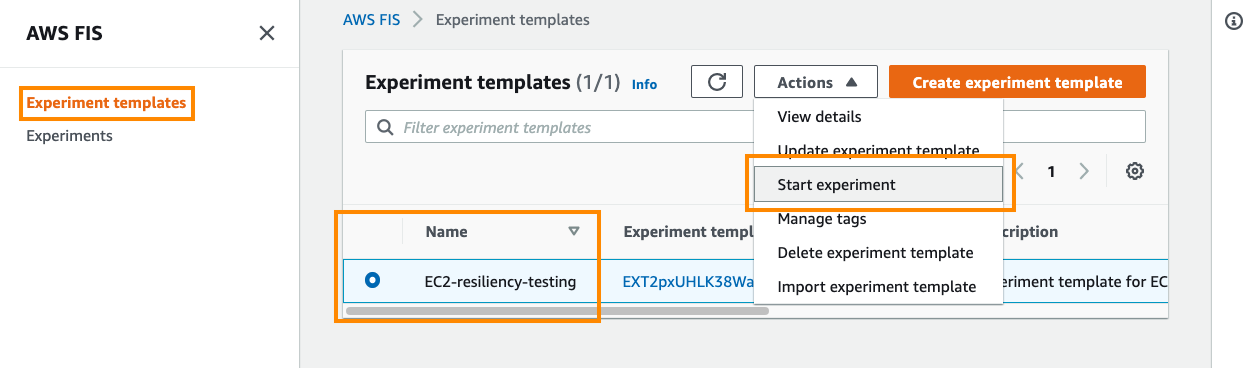 AWS FIS
Experiment templates
Experiments
AWS FIS > Experiment templates
Experiment templates (1/1) Info
Actions
Create experiment template
Filter experiment templates
View details
Update experiment template
Start experiment
Manage tags
Delete experiment template
Import experiment template
1
Name
Experiment templ
cription
EC2-resiliency-testing
EXT2pxUHLK38Wa
eriment template for EC